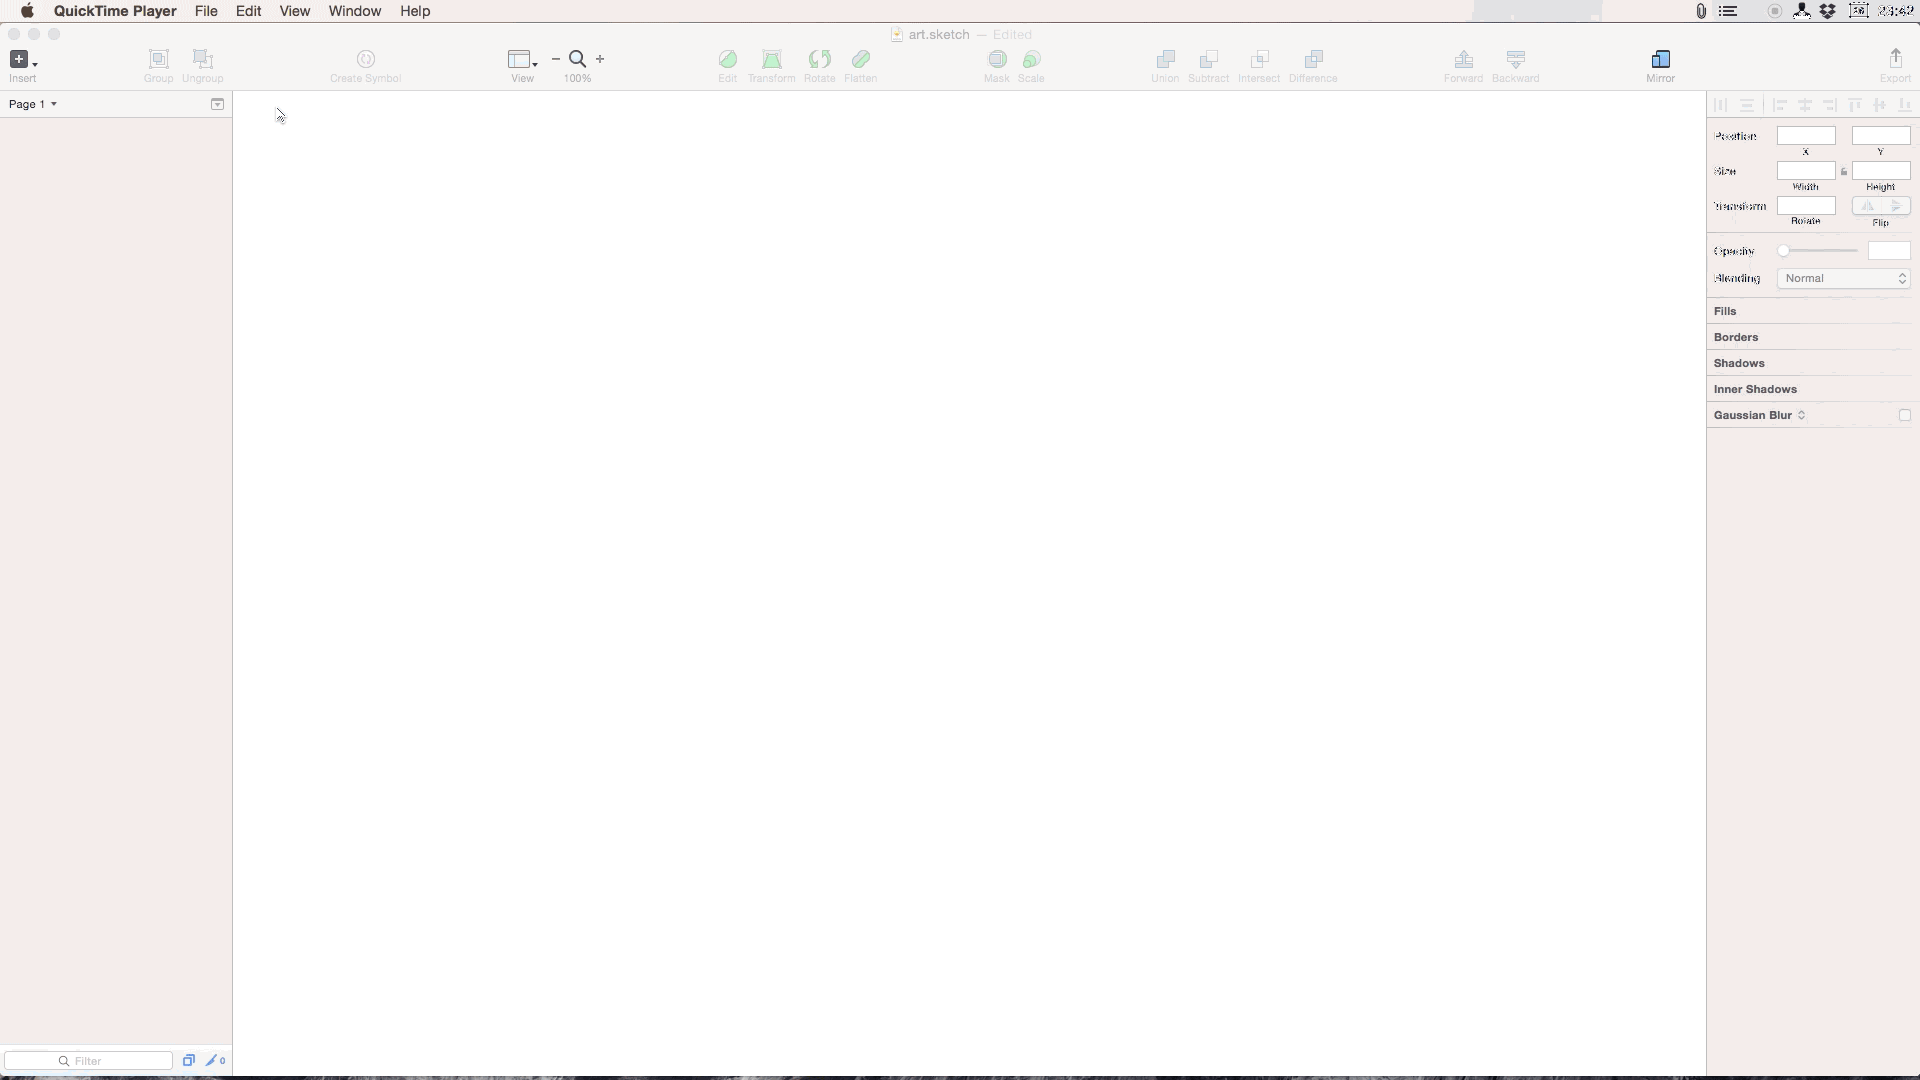 QuickTime Player File Edit View Window Help 23:42
art.sketch — Edited
Insert Group Ungroup Create Symbol View 100% Edit Transform Rotate Flatten Mask Scale Union Subtract Intersect Difference Forward Backward Mirror Export
Page 1
Position
X Y
Size
Width Height
Transform
Rotate Flip
Opacity
Blending Normal
Fills
Borders
Shadows
Inner Shadows
Gaussian Blur
Filter 0